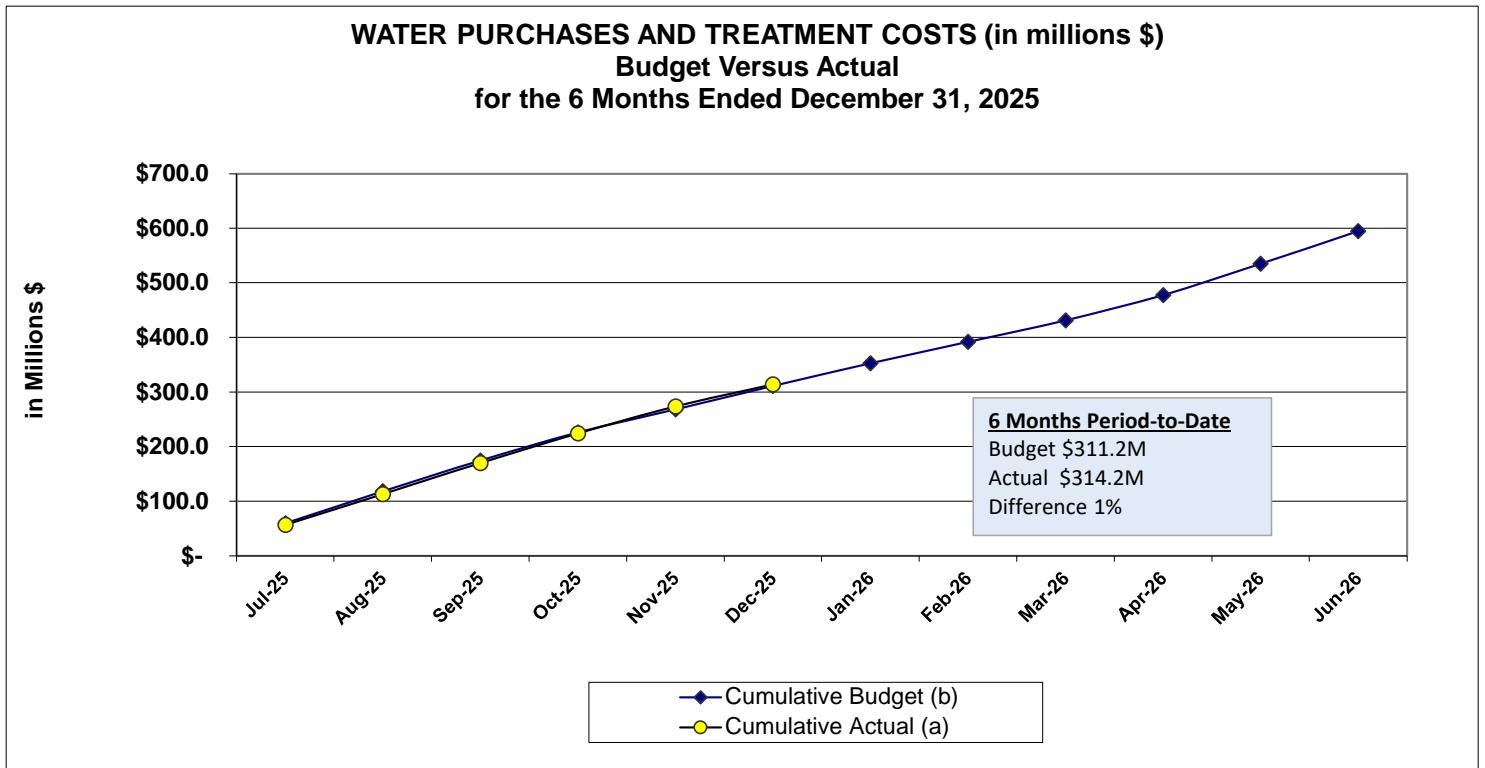 WATER PURCHASES AND TREATMENT COSTS (in millions $)
Budget Versus Actual
for the 6 Months Ended December 31, 2025
in Millions $
$700.0
$600.0
$500.0
$400.0
$300.0
$200.0
$100.0
$-
6 Months Period-to-Date
Budget $311.2M
Actual $314.2M
Difference 1%
Jul-25
Aug-25
Sep-25
Oct-25
Nov-25
Dec-25
Jan-26
Feb-26
Mar-26
Apr-26
May-26
Jun-26
Cumulative Budget (b)
Cumulative Actual (a)